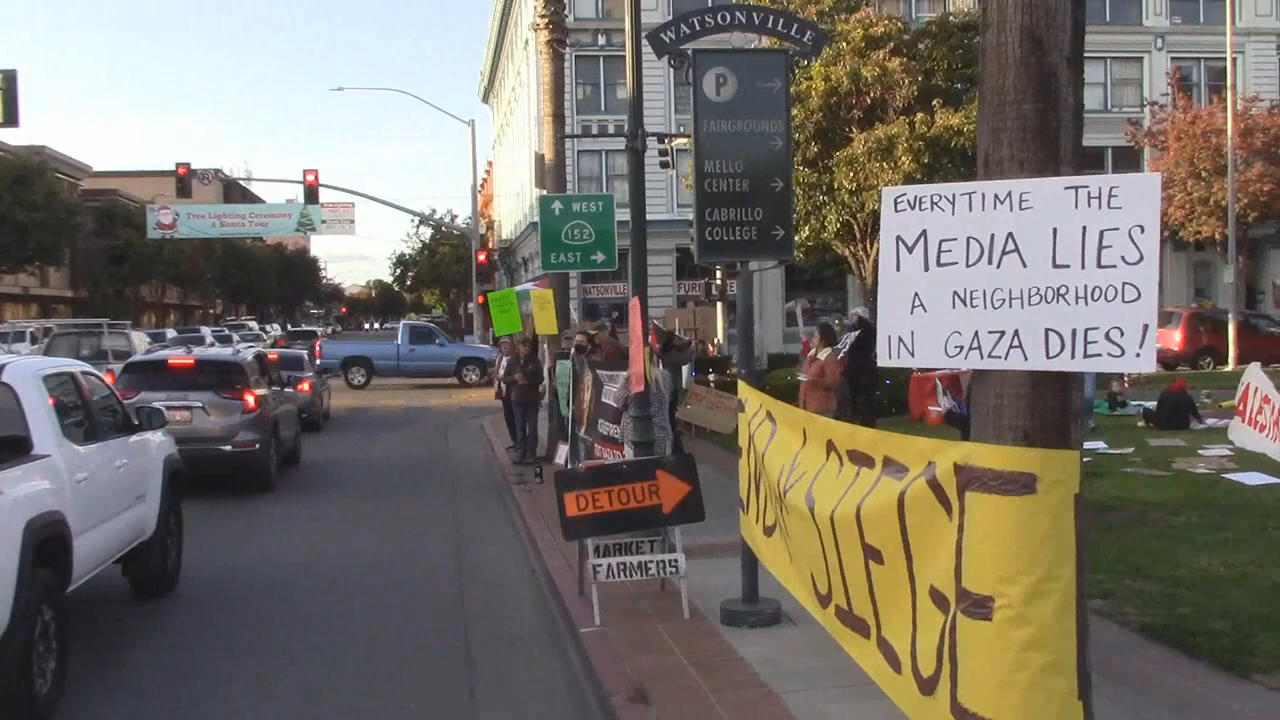 WATSONVILLE
P
FAIRGROUNDS
MELLO
CENTER
CABRILLO
COLLEGE
WEST
152
EAST
Tree Lighting Ceremony
& Santa Tour
R
EVERYTIME THE
MEDIA LIES
A NEIGHBORHOOD
IN GAZA DIES!
WATSONVILLE
DETOUR
MARKET
FARMERS
SIEGE